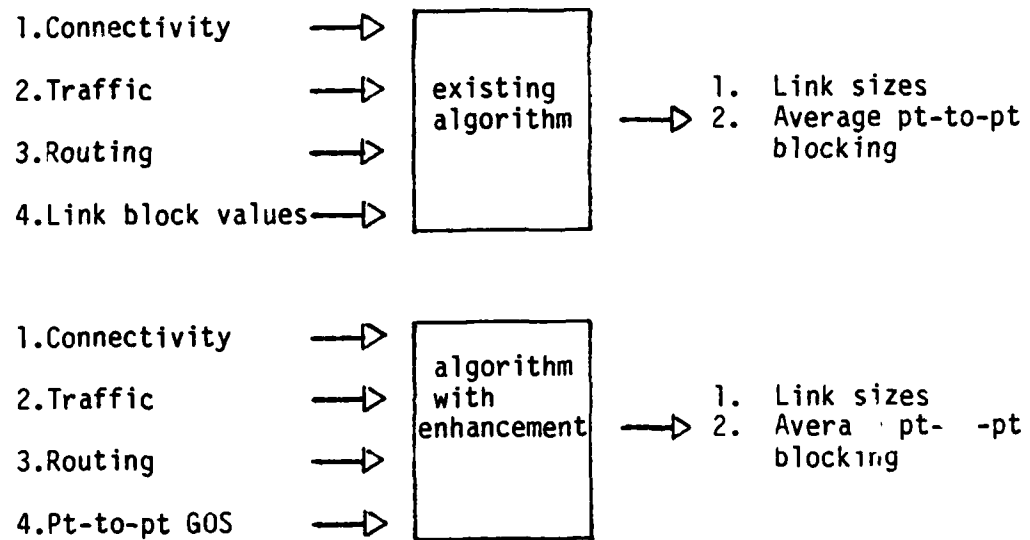 1.Connectivity
2.Traffic
3.Routing
4.Link block values
existing
algorithm
1. Link sizes
2. Average pt-to-pt
blocking
1.Connectivity
2.Traffic
3.Routing
4.Pt-to-pt GOS
algorithm
with
enhancement
1. Link sizes
2. pt- -pt
blocking